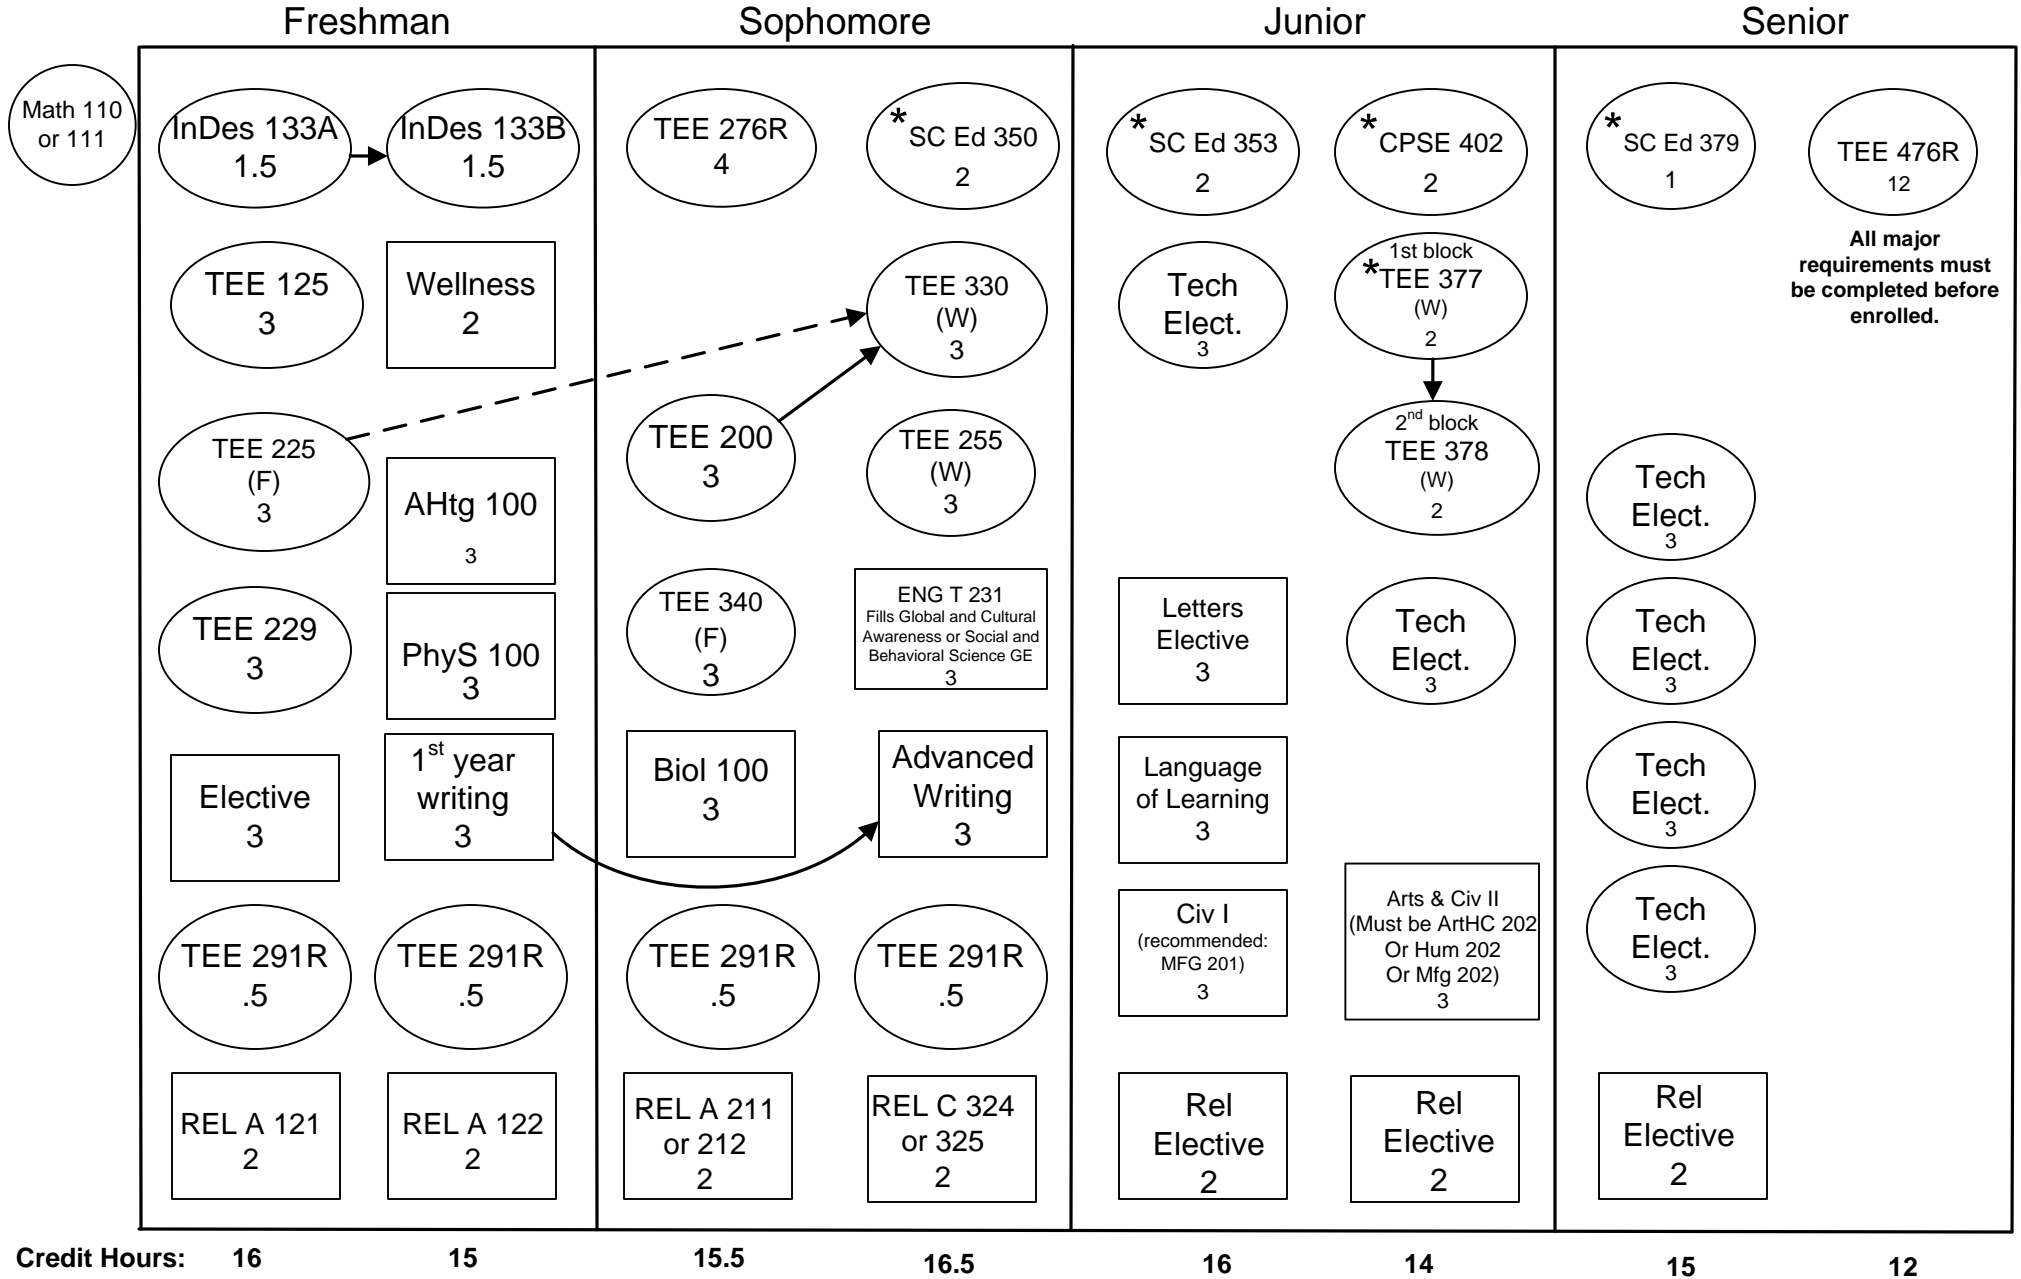 Freshman
Sophomore
Junior
Senior
Math 110
or 111
InDes 133A
1.5
TEE 125
3
TEE 225
(F)
3
TEE 229
3
Elective
3
TEE 291R
.5
REL A 121
2
InDes 133B
1.5
Wellness
2
AHtg 100
3
PhyS 100
3
1st year
writing
3
TEE 291R
.5
REL A 122
2
TEE 276R
4
TEE 200
3
TEE 340
(F)
3
Biol 100
3
TEE 291R
.5
REL A 211
or 212
2
* SC Ed 350
2
TEE 330
(W)
3
TEE 255
(W)
3
ENG T 231
Fills Global and Cultural
Awareness or Social and
Behavioral Science GE
3
Advanced
Writing
3
TEE 291R
.5
REL C 324
or 325
2
* SC Ed 353
2
Tech
Elect.
3
Letters
Elective
3
Language
of Learning
3
Civ I
(recommended:
MFG 201)
3
Rel
Elective
2
* CPSE 402
2
1st block
*TEE 377
(W)
2
2nd block
TEE 378
(W)
2
Tech
Elect.
3
Arts & Civ II
(Must be ArtHC 202
Or Hum 202
Or Mfg 202)
3
Rel
Elective
2
* SC Ed 379
1
Tech
Elect.
3
Tech
Elect.
3
Tech
Elect.
3
Tech
Elect.
3
Rel
Elective
2
TEE 476R
12
All major
requirements must
be completed before
enrolled.
Credit Hours: 16 15 15.5 16.5 16 14 15 12